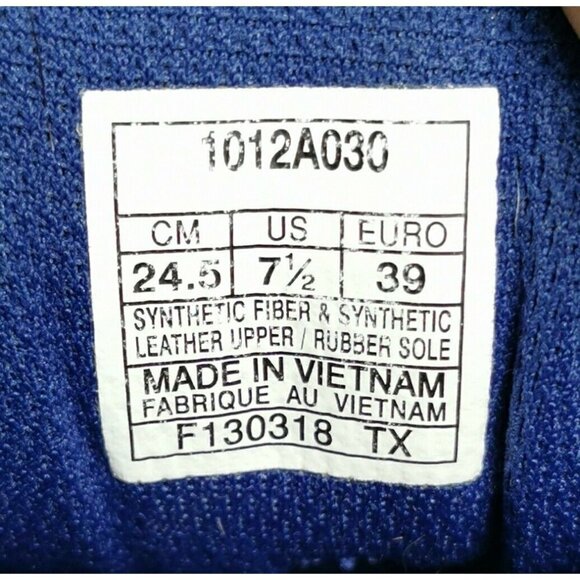 1012A030
CM US EURO
24.5 7½ 39
SYNTHETIC FIBER & SYNTHETIC
LEATHER UPPER / RUBBER SOLE
MADE IN VIETNAM
FABRIQUE AU VIETNAM
F130318 TX